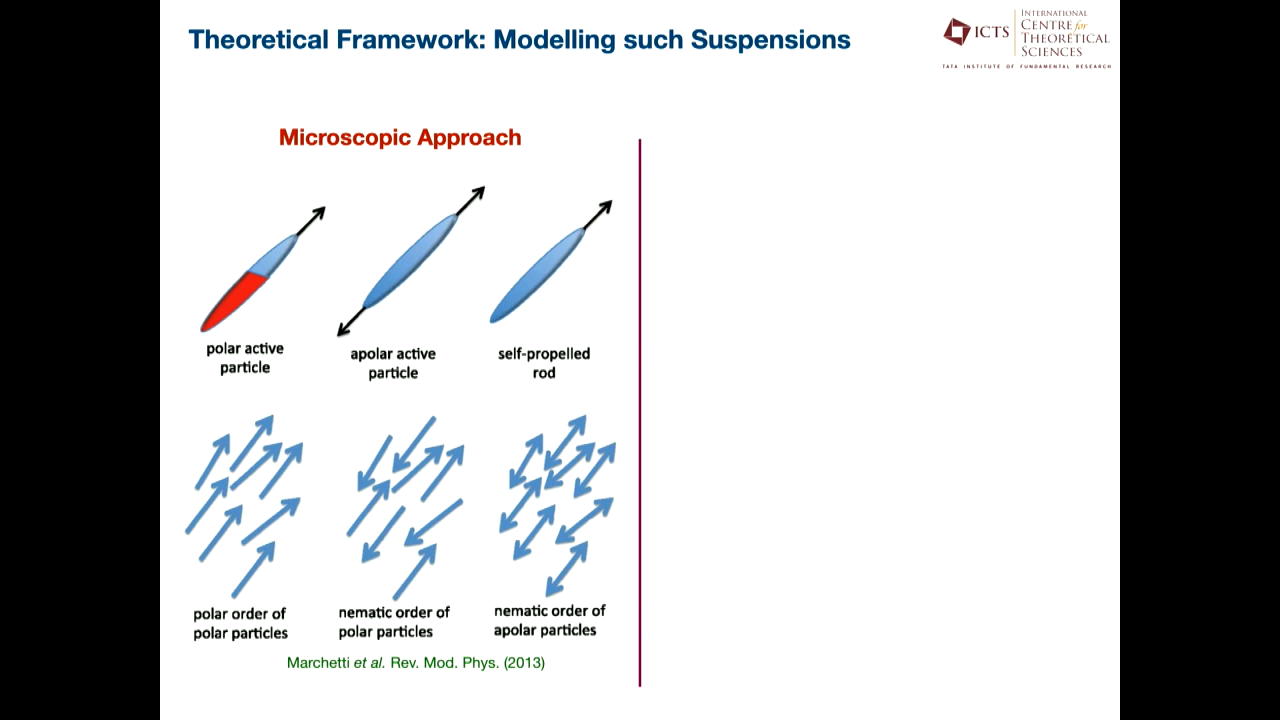 Theoretical Framework: Modelling such Suspensions
ICTS
INTERNATIONAL
CENTRE for
THEORETICAL
SCIENCES
TATA INSTITUTE OF FUNDAMENTAL RESEARCH
Microscopic Approach
polar active
particle
apolar active
particle
self-propelled
rod
polar order of
polar particles
nematic order of
polar particles
nematic order of
apolar particles
Marchetti et al. Rev. Mod. Phys. (2013)